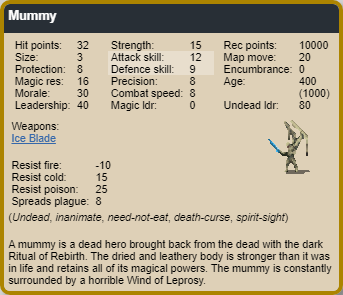 Mummy
Hit points: 32 Strength: 15 Rec points: 10000
Size: 3 Attack skill: 12 Map move: 20
Protection: 8 Defence skill: 9 Encumbrance: 0
Magic res: 16 Precision: 8 Age: 400
Morale: 30 Combat speed: 8 (1000)
Leadership: 40 Magic ldr: 0 Undead ldr: 80
Weapons:
Ice Blade
Resist fire: -10
Resist cold: 15
Resist poison: 25
Spreads plague: 8
(Undead, inanimate, need-not-eat, death-curse, spirit-sight)
A mummy is a dead hero brought back from the dead with the dark
Ritual of Rebirth. The dried and leathery body is stronger than it was
in life and retains all of its magical powers. The mummy is constantly
surrounded by a horrible Wind of Leprosy.